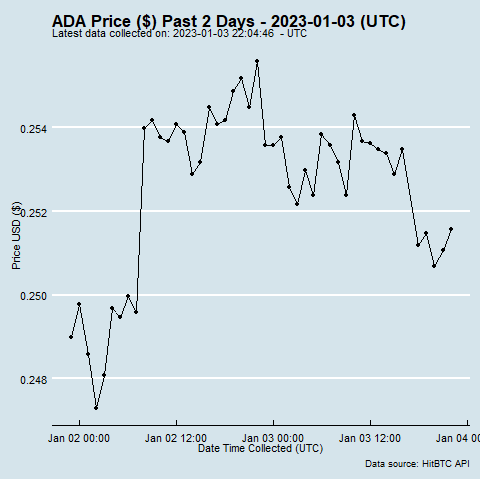 ADA Price ($) Past 2 Days - 2023-01-03 (UTC)
Latest data collected on: 2023-01-03 22:04:46  - UTC
Price USD ($)
0.254
0.252
0.250
0.248
Jan 02 00:00 Jan 02 12:00 Jan 03 00:00 Jan 03 12:00 Jan 04 00
Date Time Collected (UTC)
Data source: HitBTC API